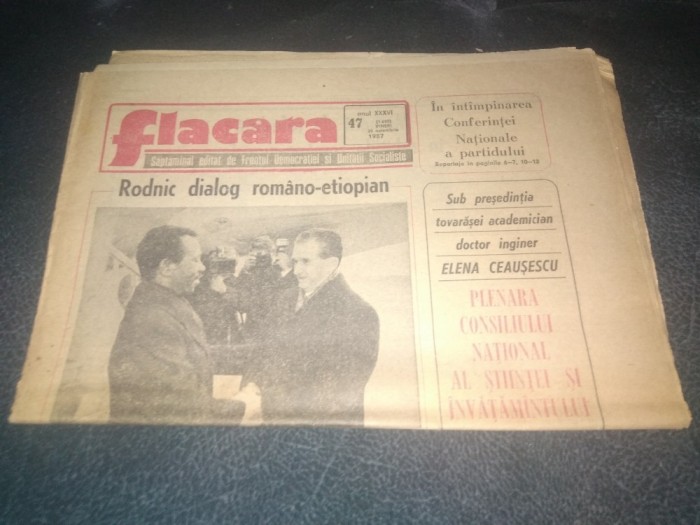 flacara
anul XXXVI
47
1987
Săptămînal editat de Frontul Democrației și Unității Socialiste
Rodnic dialog româno-etiopian
În întîmpinarea
Conferinței
Naționale
a partidului
Sub președinția
tovarășei academician
doctor inginer
ELENA CEAUȘESCU
PLENARA
CONSILIULUI
NAȚIONAL
AL ȘTIINȚEI ȘI
ÎNVĂȚĂMÎNTULUI